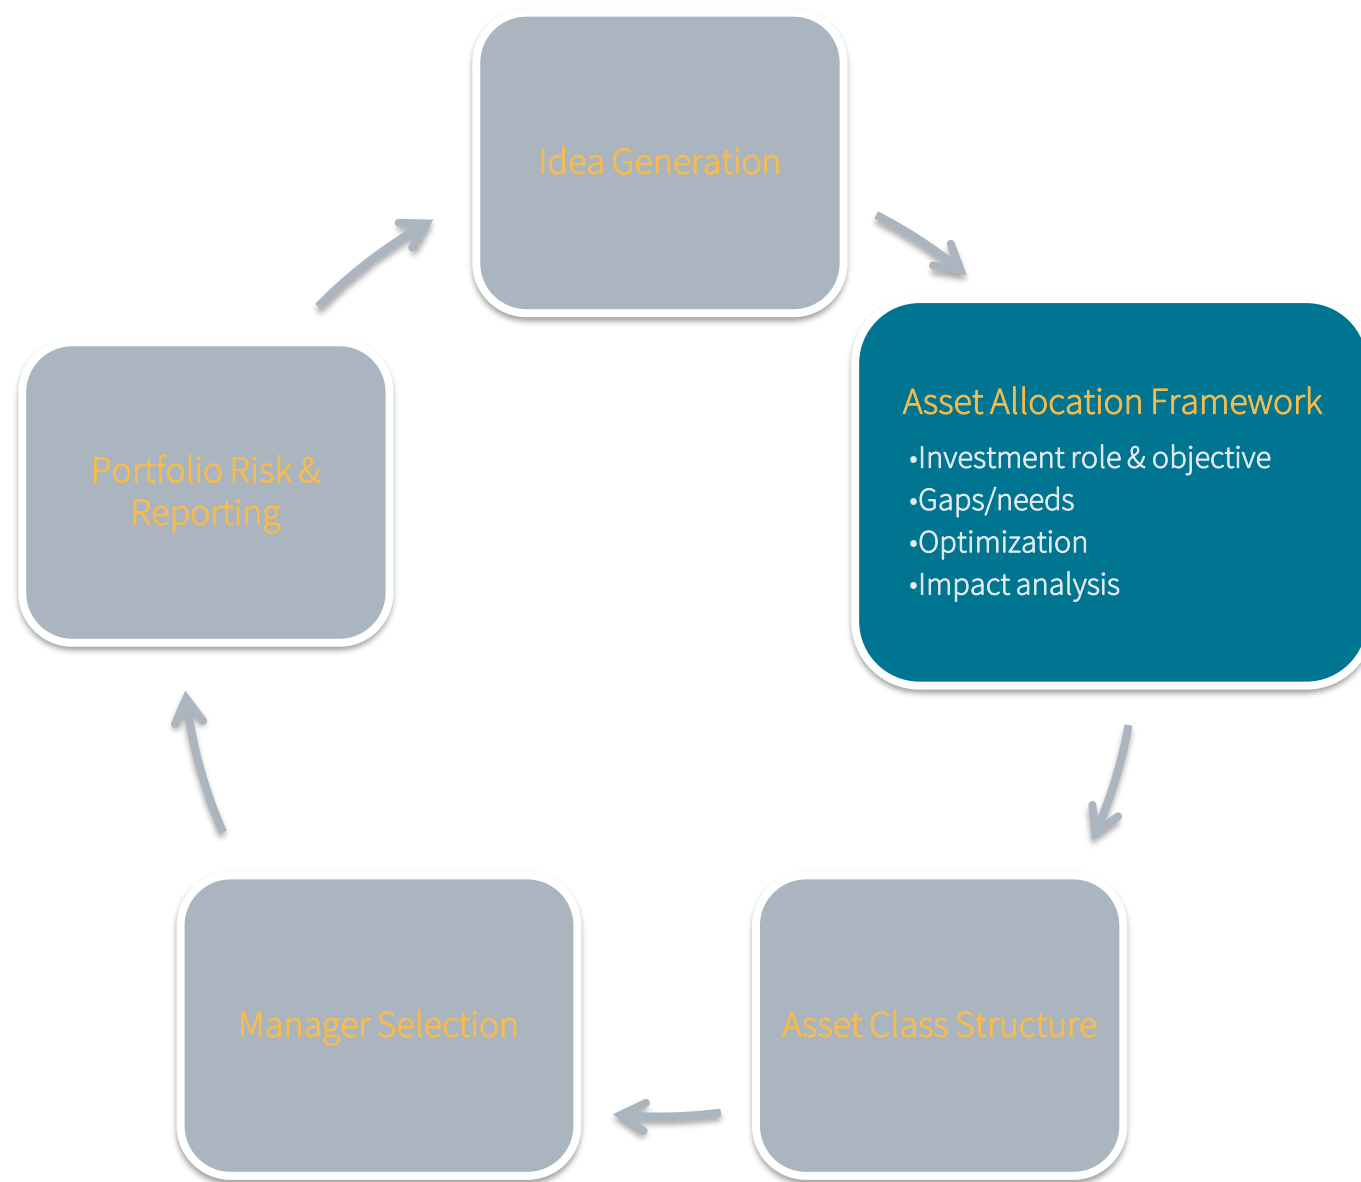 Idea Generation
Asset Allocation Framework
•Investment role & objective
•Gaps/needs
•Optimization
•Impact analysis
Portfolio Risk &
Reporting
Manager Selection
Asset Class Structure